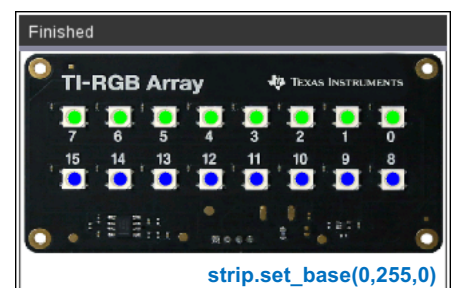 Finished
TI-RGB Array
TEXAS INSTRUMENTS
7 6 5 4 3 2 1 0
15 14 13 12 11 10 9 8
strip.set_base(0,255,0)